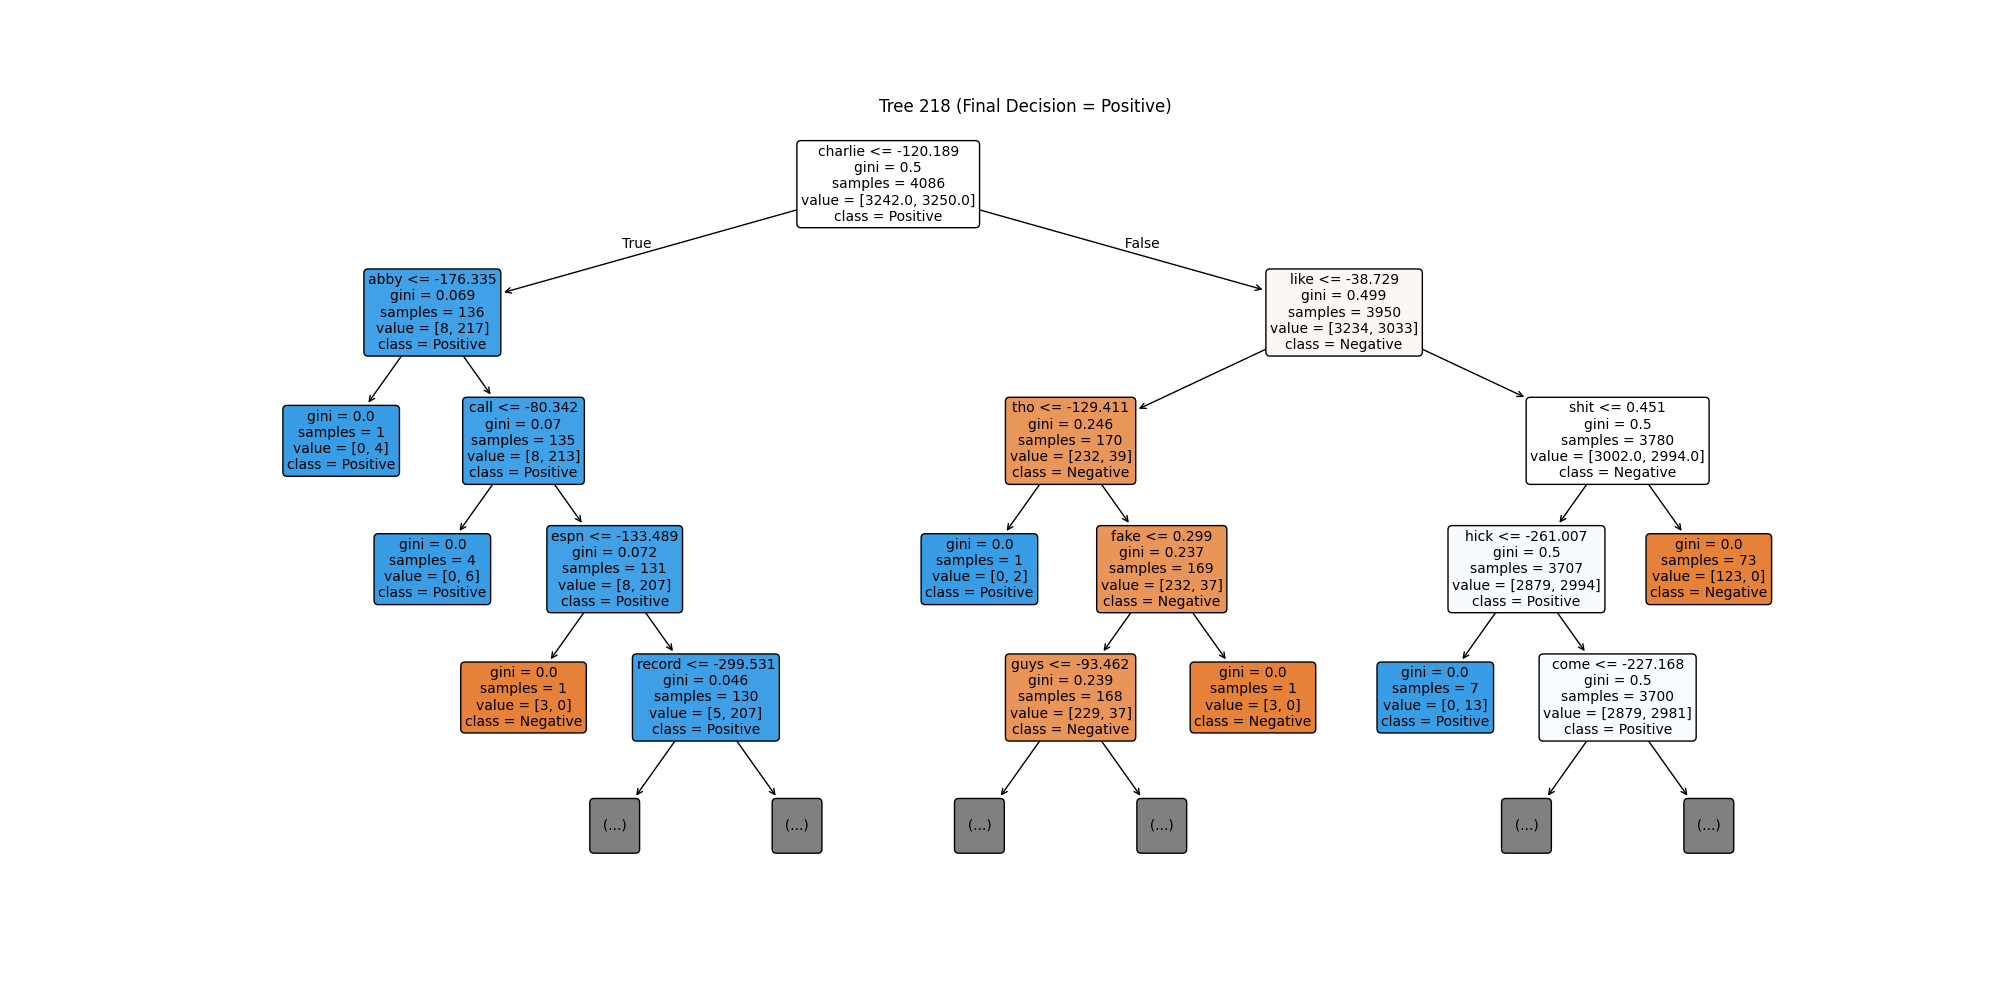 Tree 218 (Final Decision = Positive)
charlie <= -120.189
gini = 0.5
samples = 4086
value = [3242.0, 3250.0]
class = Positive
True
False
abby <= -176.335
gini = 0.069
samples = 136
value = [8, 217]
class = Positive
like <= -38.729
gini = 0.499
samples = 3950
value = [3234, 3033]
class = Negative
gini = 0.0
samples = 1
value = [0, 4]
class = Positive
call <= -80.342
gini = 0.07
samples = 135
value = [8, 213]
class = Positive
tho <= -129.411
gini = 0.246
samples = 170
value = [232, 39]
class = Negative
shit <= 0.451
gini = 0.5
samples = 3780
value = [3002.0, 2994.0]
class = Negative
gini = 0.0
samples = 4
value = [0, 6]
class = Positive
espn <= -133.489
gini = 0.072
samples = 131
value = [8, 207]
class = Positive
gini = 0.0
samples = 1
value = [0, 2]
class = Positive
fake <= 0.299
gini = 0.237
samples = 169
value = [232, 37]
class = Negative
hick <= -261.007
gini = 0.5
samples = 3707
value = [2879, 2994]
class = Positive
gini = 0.0
samples = 73
value = [123, 0]
class = Negative
gini = 0.0
samples = 1
value = [3, 0]
class = Negative
record <= -299.531
gini = 0.046
samples = 130
value = [5, 207]
class = Positive
guys <= -93.462
gini = 0.239
samples = 168
value = [229, 37]
class = Negative
gini = 0.0
samples = 1
value = [3, 0]
class = Negative
gini = 0.0
samples = 7
value = [0, 13]
class = Positive
come <= -227.168
gini = 0.5
samples = 3700
value = [2879, 2981]
class = Positive
(...)
(...)
(...)
(...)
(...)
(...)